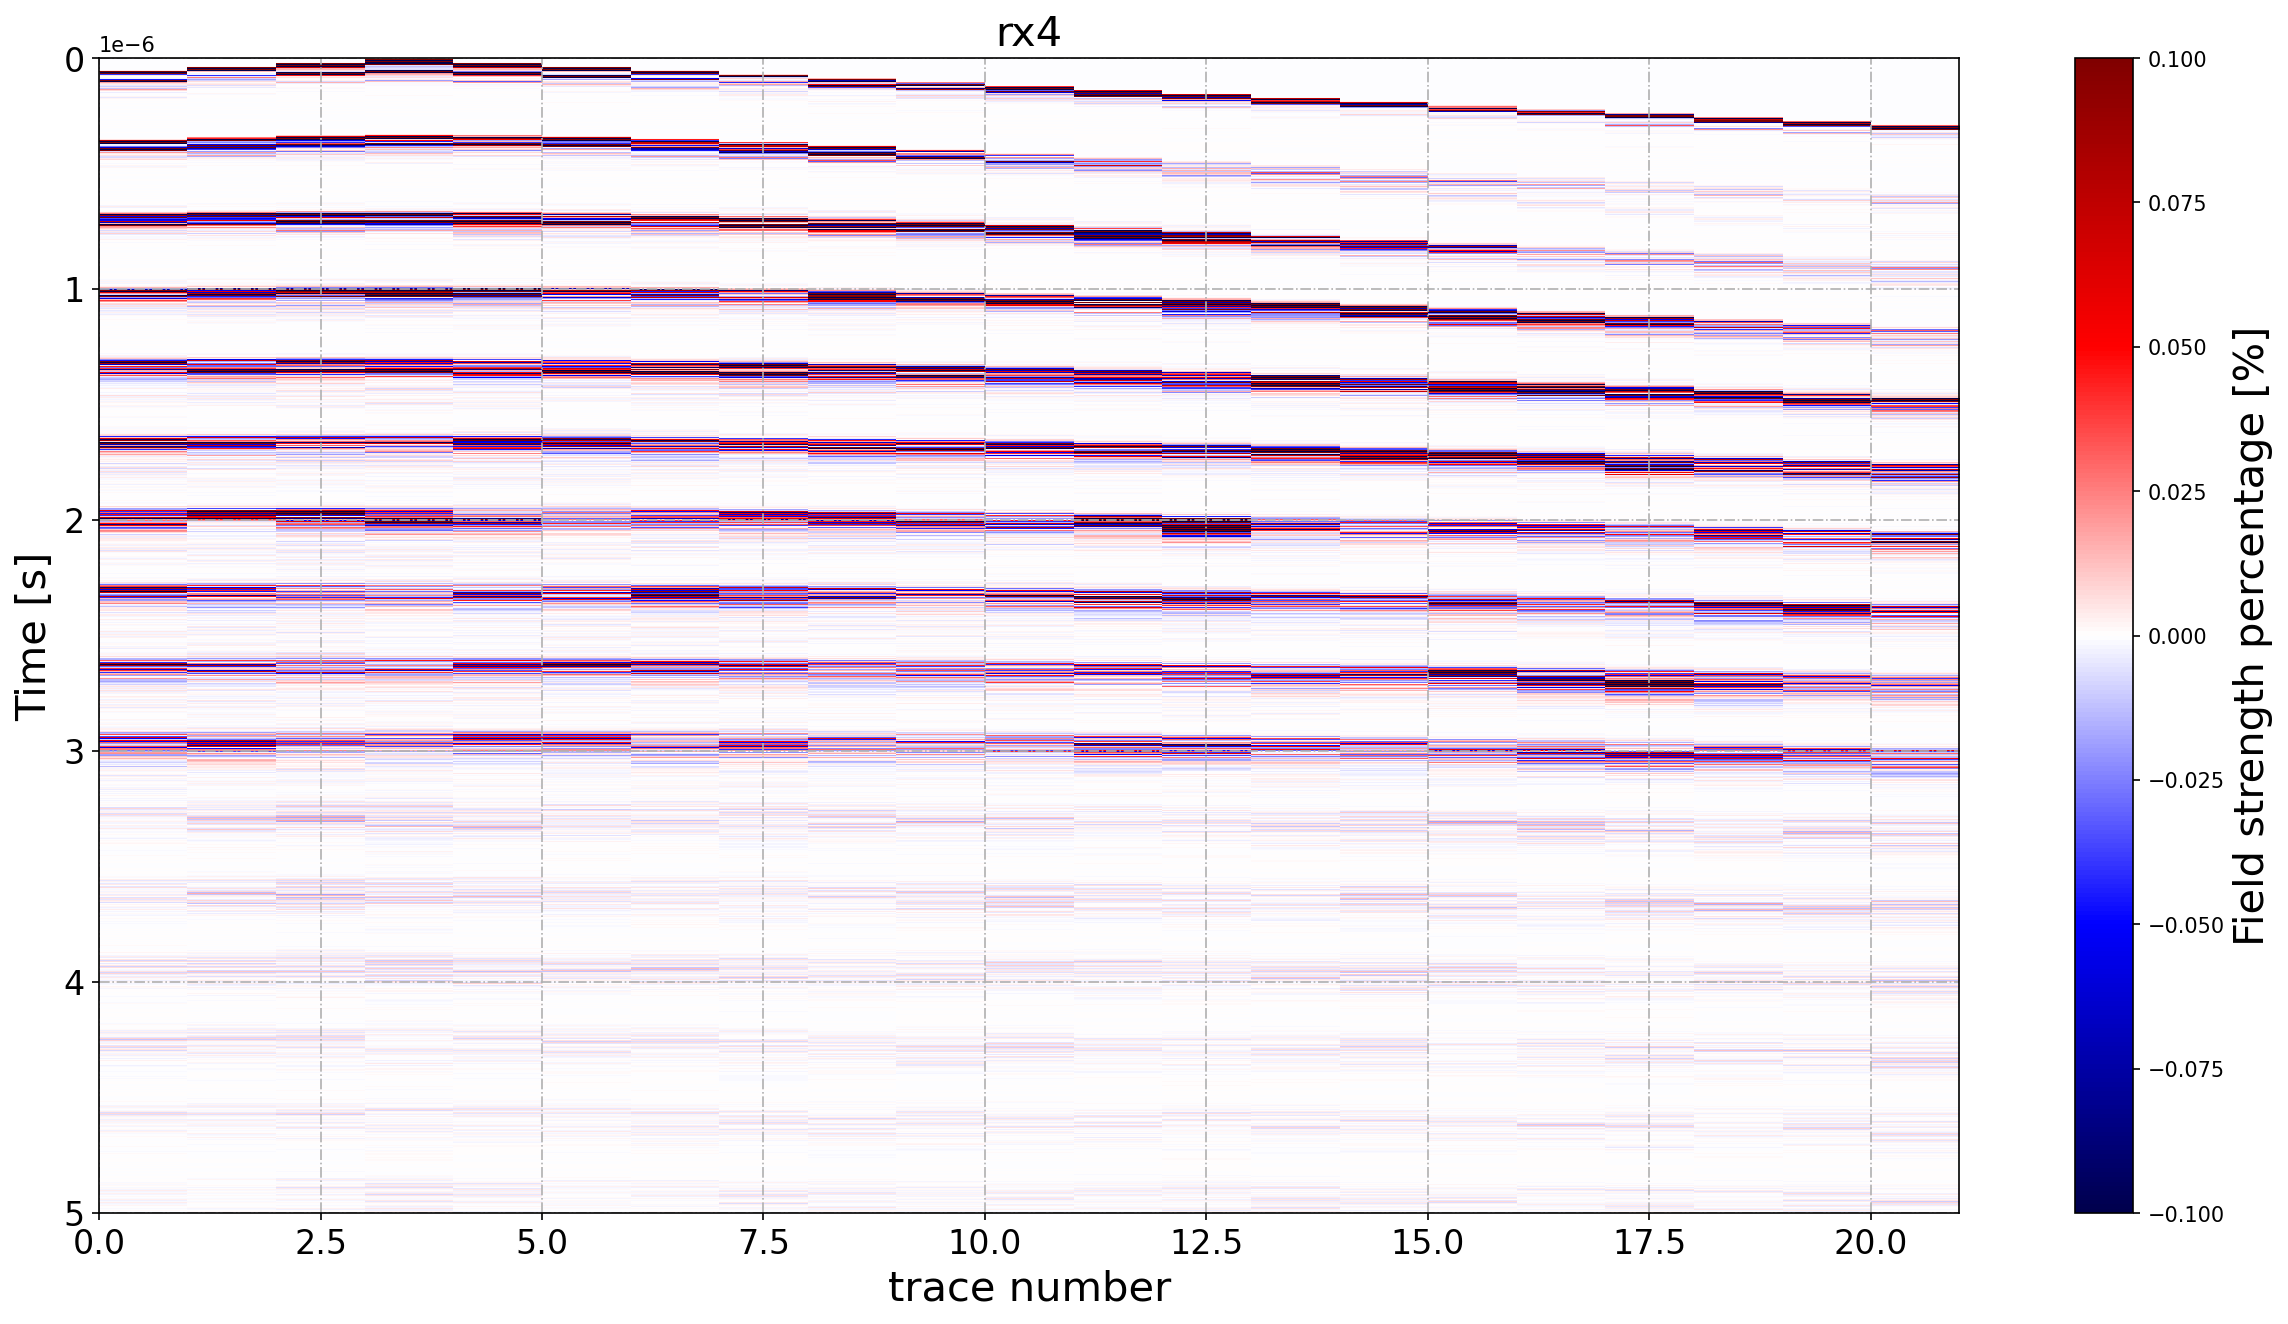 rx4
1e−6
0
1
2
3
4
5
Time [s]
0.0 2.5 5.0 7.5 10.0 12.5 15.0 17.5 20.0
trace number
0.100
0.075
0.050
0.025
0.000
−0.025
−0.050
−0.075
−0.100
Field strength percentage [%]